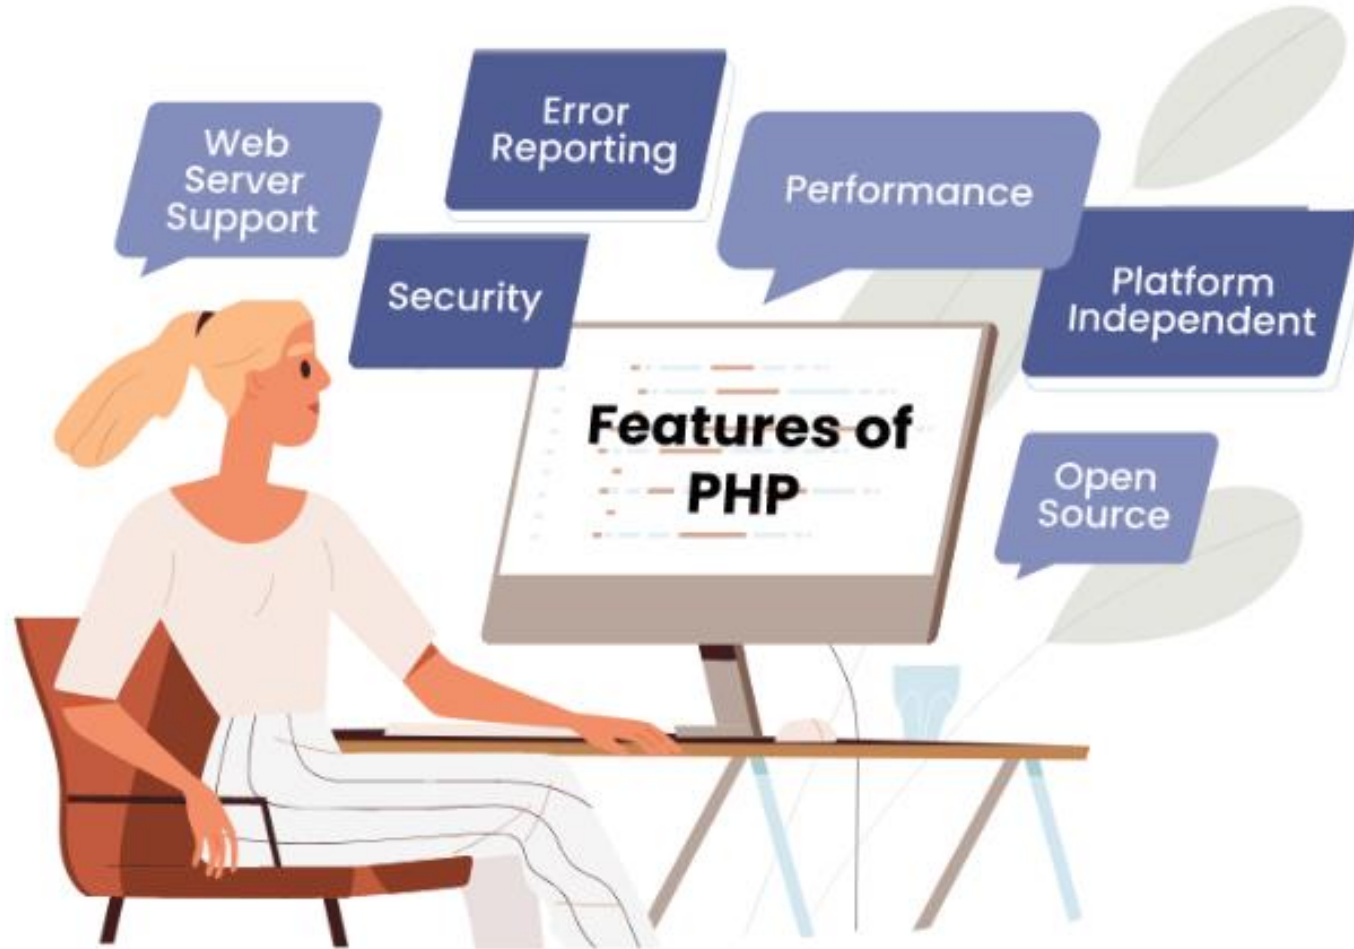 Web
Server
Support
Error
Reporting
Security
Performance
Platform
Independent
Features of
PHP
Open
Source